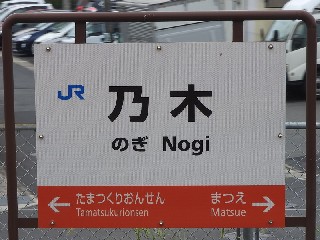 JR 乃木
のぎ Nogi
← たまつくりおんせん まつえ →
Tamatsukurionsen Matsue